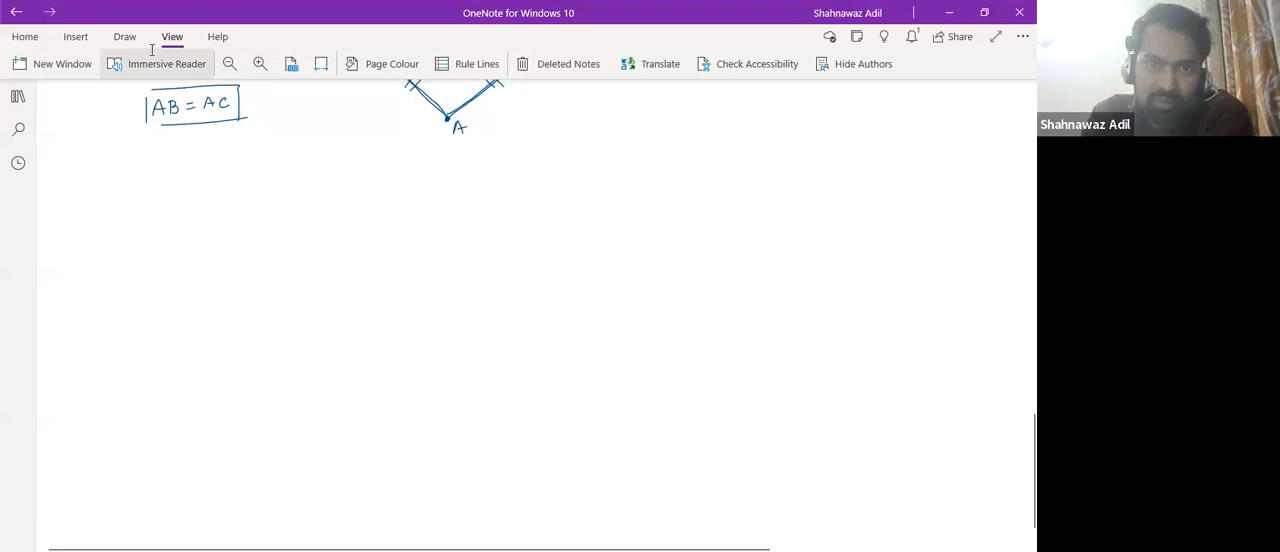 OneNote for Windows 10
Shahnawaz Adil
Home Insert Draw View Help
Share
New Window Immersive Reader Page Colour Rule Lines Deleted Notes Translate Check Accessibility Hide Authors
Shahnawaz Adil
AB = AC
A